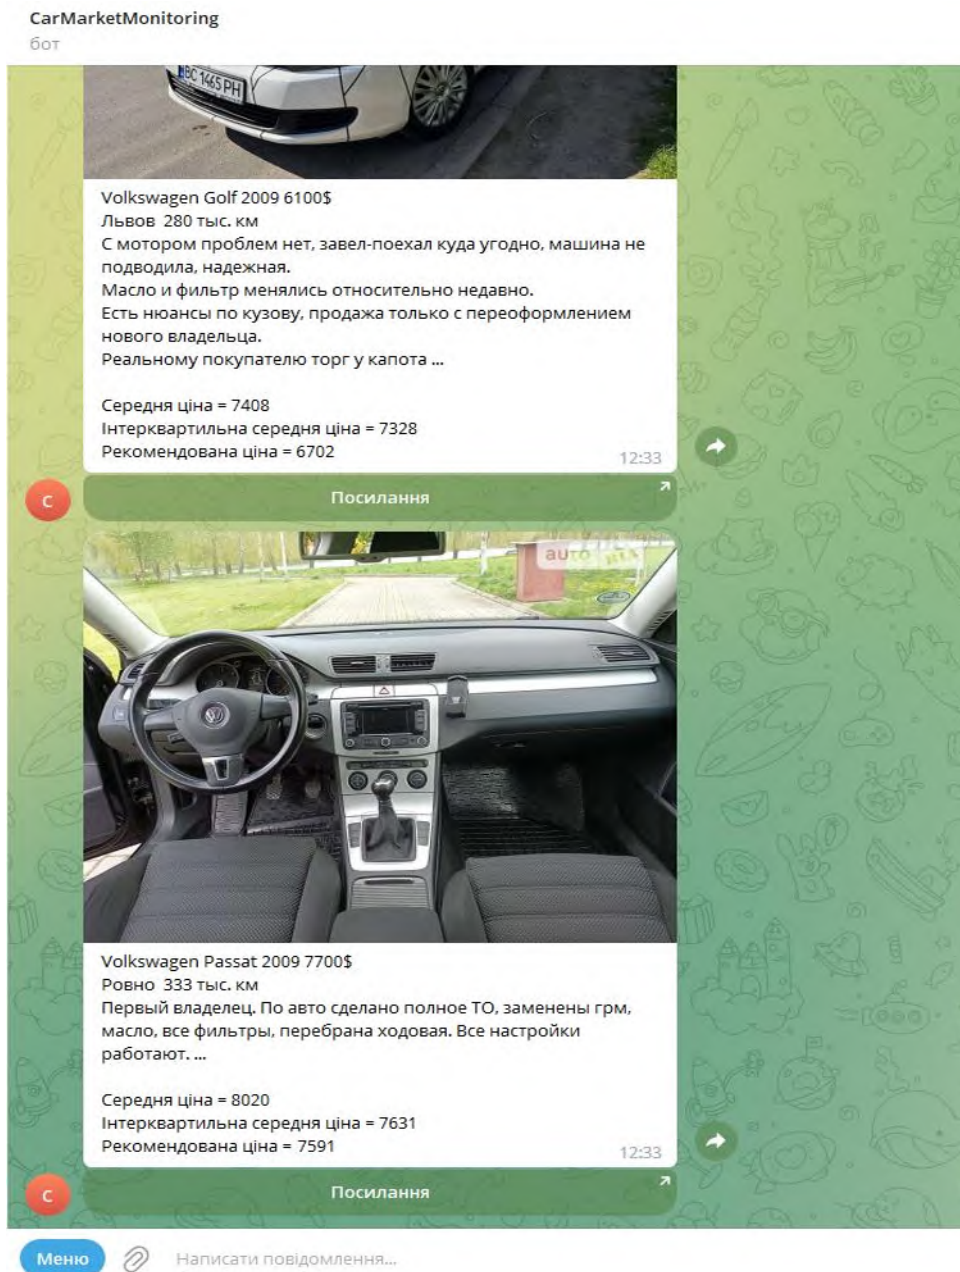 CarMarketMonitoring
бот
BC 1465 PH
Volkswagen Golf 2009 6100$
Львов 280 тыс. км
С мотором проблем нет, завел-поехал куда угодно, машина не
подводила, надежная.
Масло и фильтр менялись относительно недавно.
Есть нюансы по кузову, продажа только с переоформлением
нового владельца.
Реальному покупателю торг у капота ...
Середня ціна = 7408
Інтерквартильна середня ціна = 7328
Рекомендована ціна = 6702
12:33
C
Посилання
auto
Volkswagen Passat 2009 7700$
Ровно 333 тыс. км
Первый владелец. По авто сделано полное ТО, заменены грм,
масло, все фильтры, перебрана ходовая. Все настройки
работают. ...
Середня ціна = 8020
Інтерквартильна середня ціна = 7631
Рекомендована ціна = 7591
12:33
C
Посилання
Меню
Написати повідомлення...